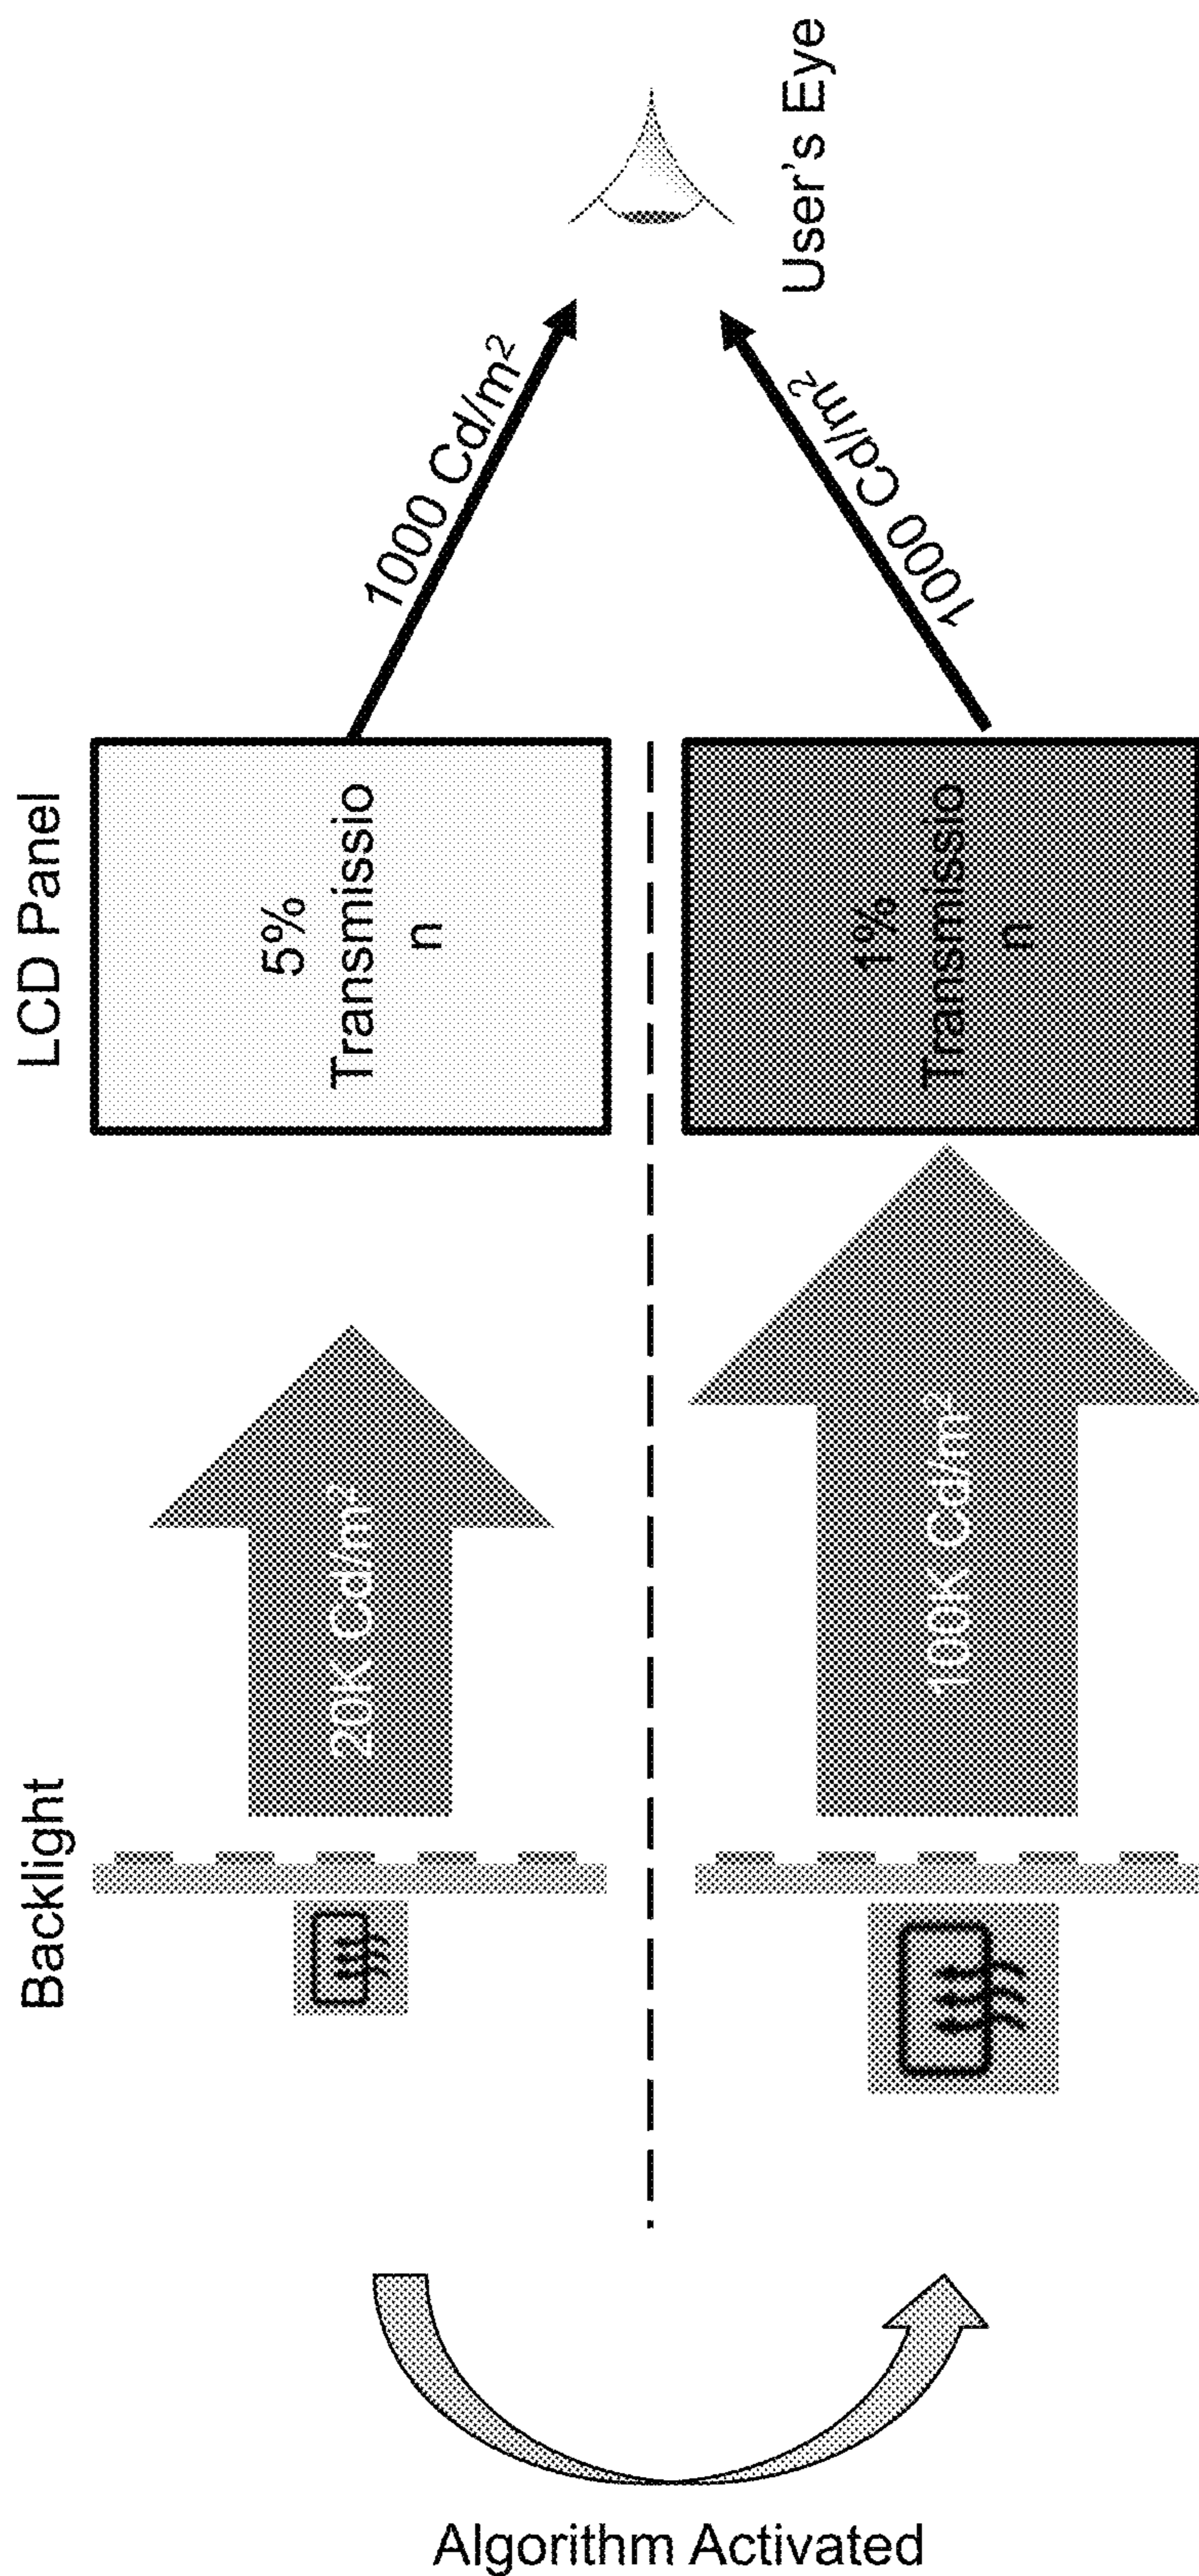 Backlight
LCD Panel
20K Cd/m²
5%
Transmissio
n
1000 Cd/m²
User's Eye
100K Cd/m²
1%
Transmissio
n
1000 Cd/m²
Algorithm Activated